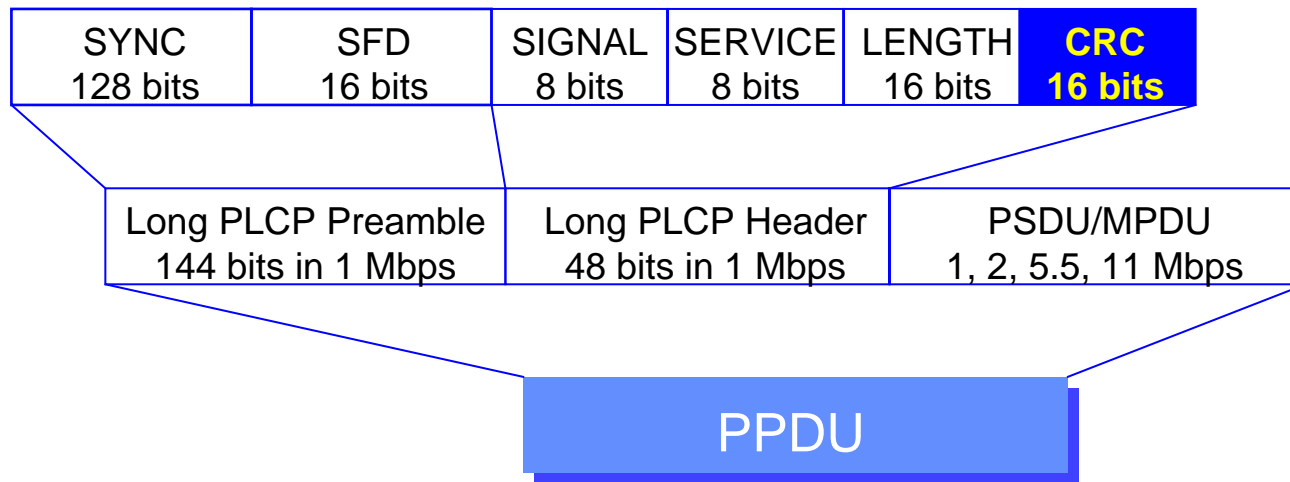 SYNC SFD SIGNAL SERVICE LENGTH CRC
128 bits 16 bits 8 bits 8 bits 16 bits 16 bits
Long PLCP Preamble Long PLCP Header PSDU/MPDU
144 bits in 1 Mbps 48 bits in 1 Mbps 1, 2, 5.5, 11 Mbps
PPDU